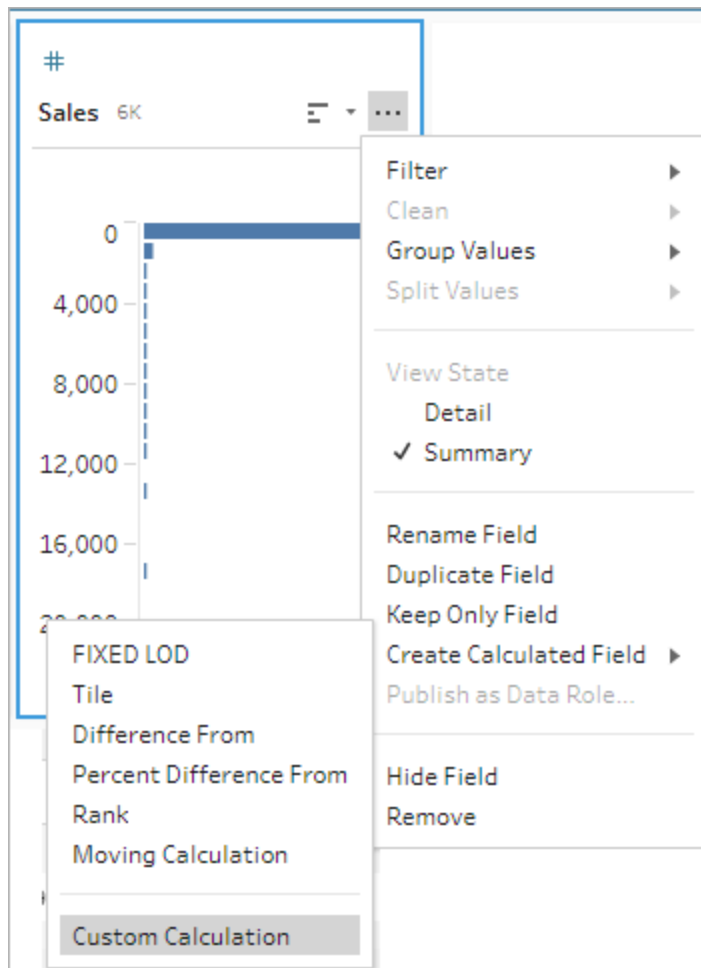 #
Sales 6K
Filter
Clean
Group Values
Split Values
View State
Detail
✓ Summary
Rename Field
Duplicate Field
Keep Only Field
Create Calculated Field
Publish as Data Role...
Hide Field
Remove
0
4,000
8,000
12,000
16,000
FIXED LOD
Tile
Difference From
Percent Difference From
Rank
Moving Calculation
Custom Calculation